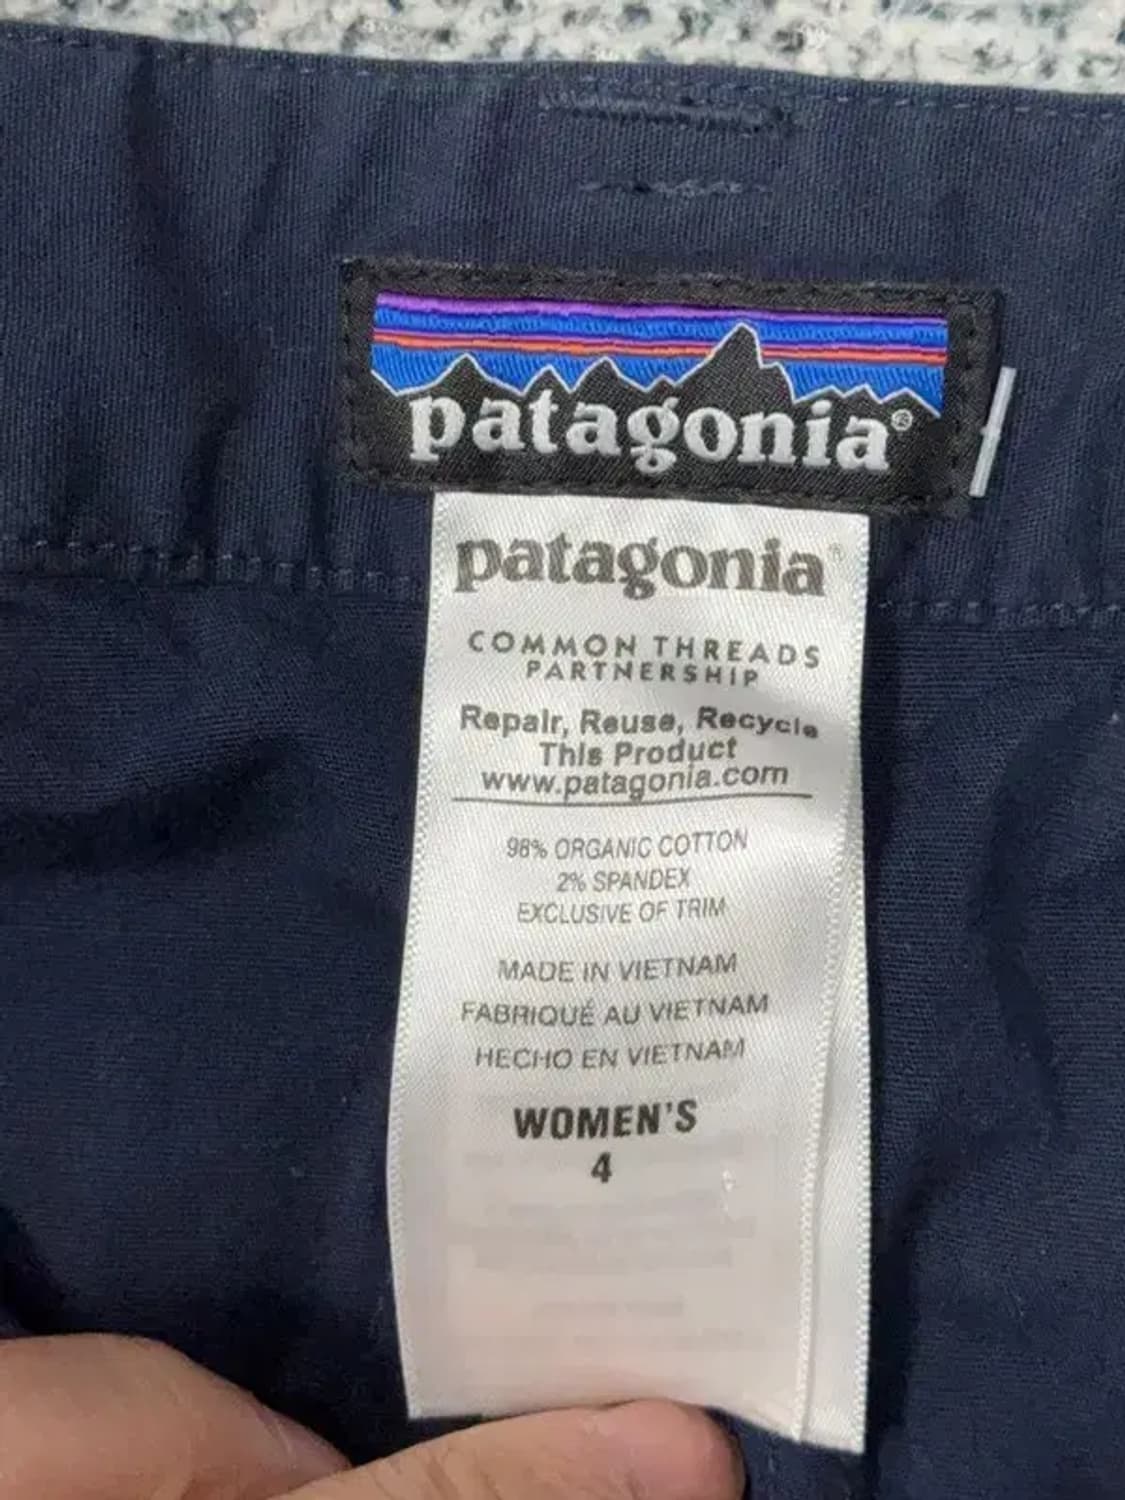 patagonia®
patagonia®
COMMON THREADS
PARTNERSHIP
Repair, Reuse, Recycle
This Product
www.patagonia.com
98% ORGANIC COTTON
2% SPANDEX
EXCLUSIVE OF TRIM
MADE IN VIETNAM
FABRIQUÉ AU VIETNAM
HECHO EN VIETNAM
WOMEN'S
4